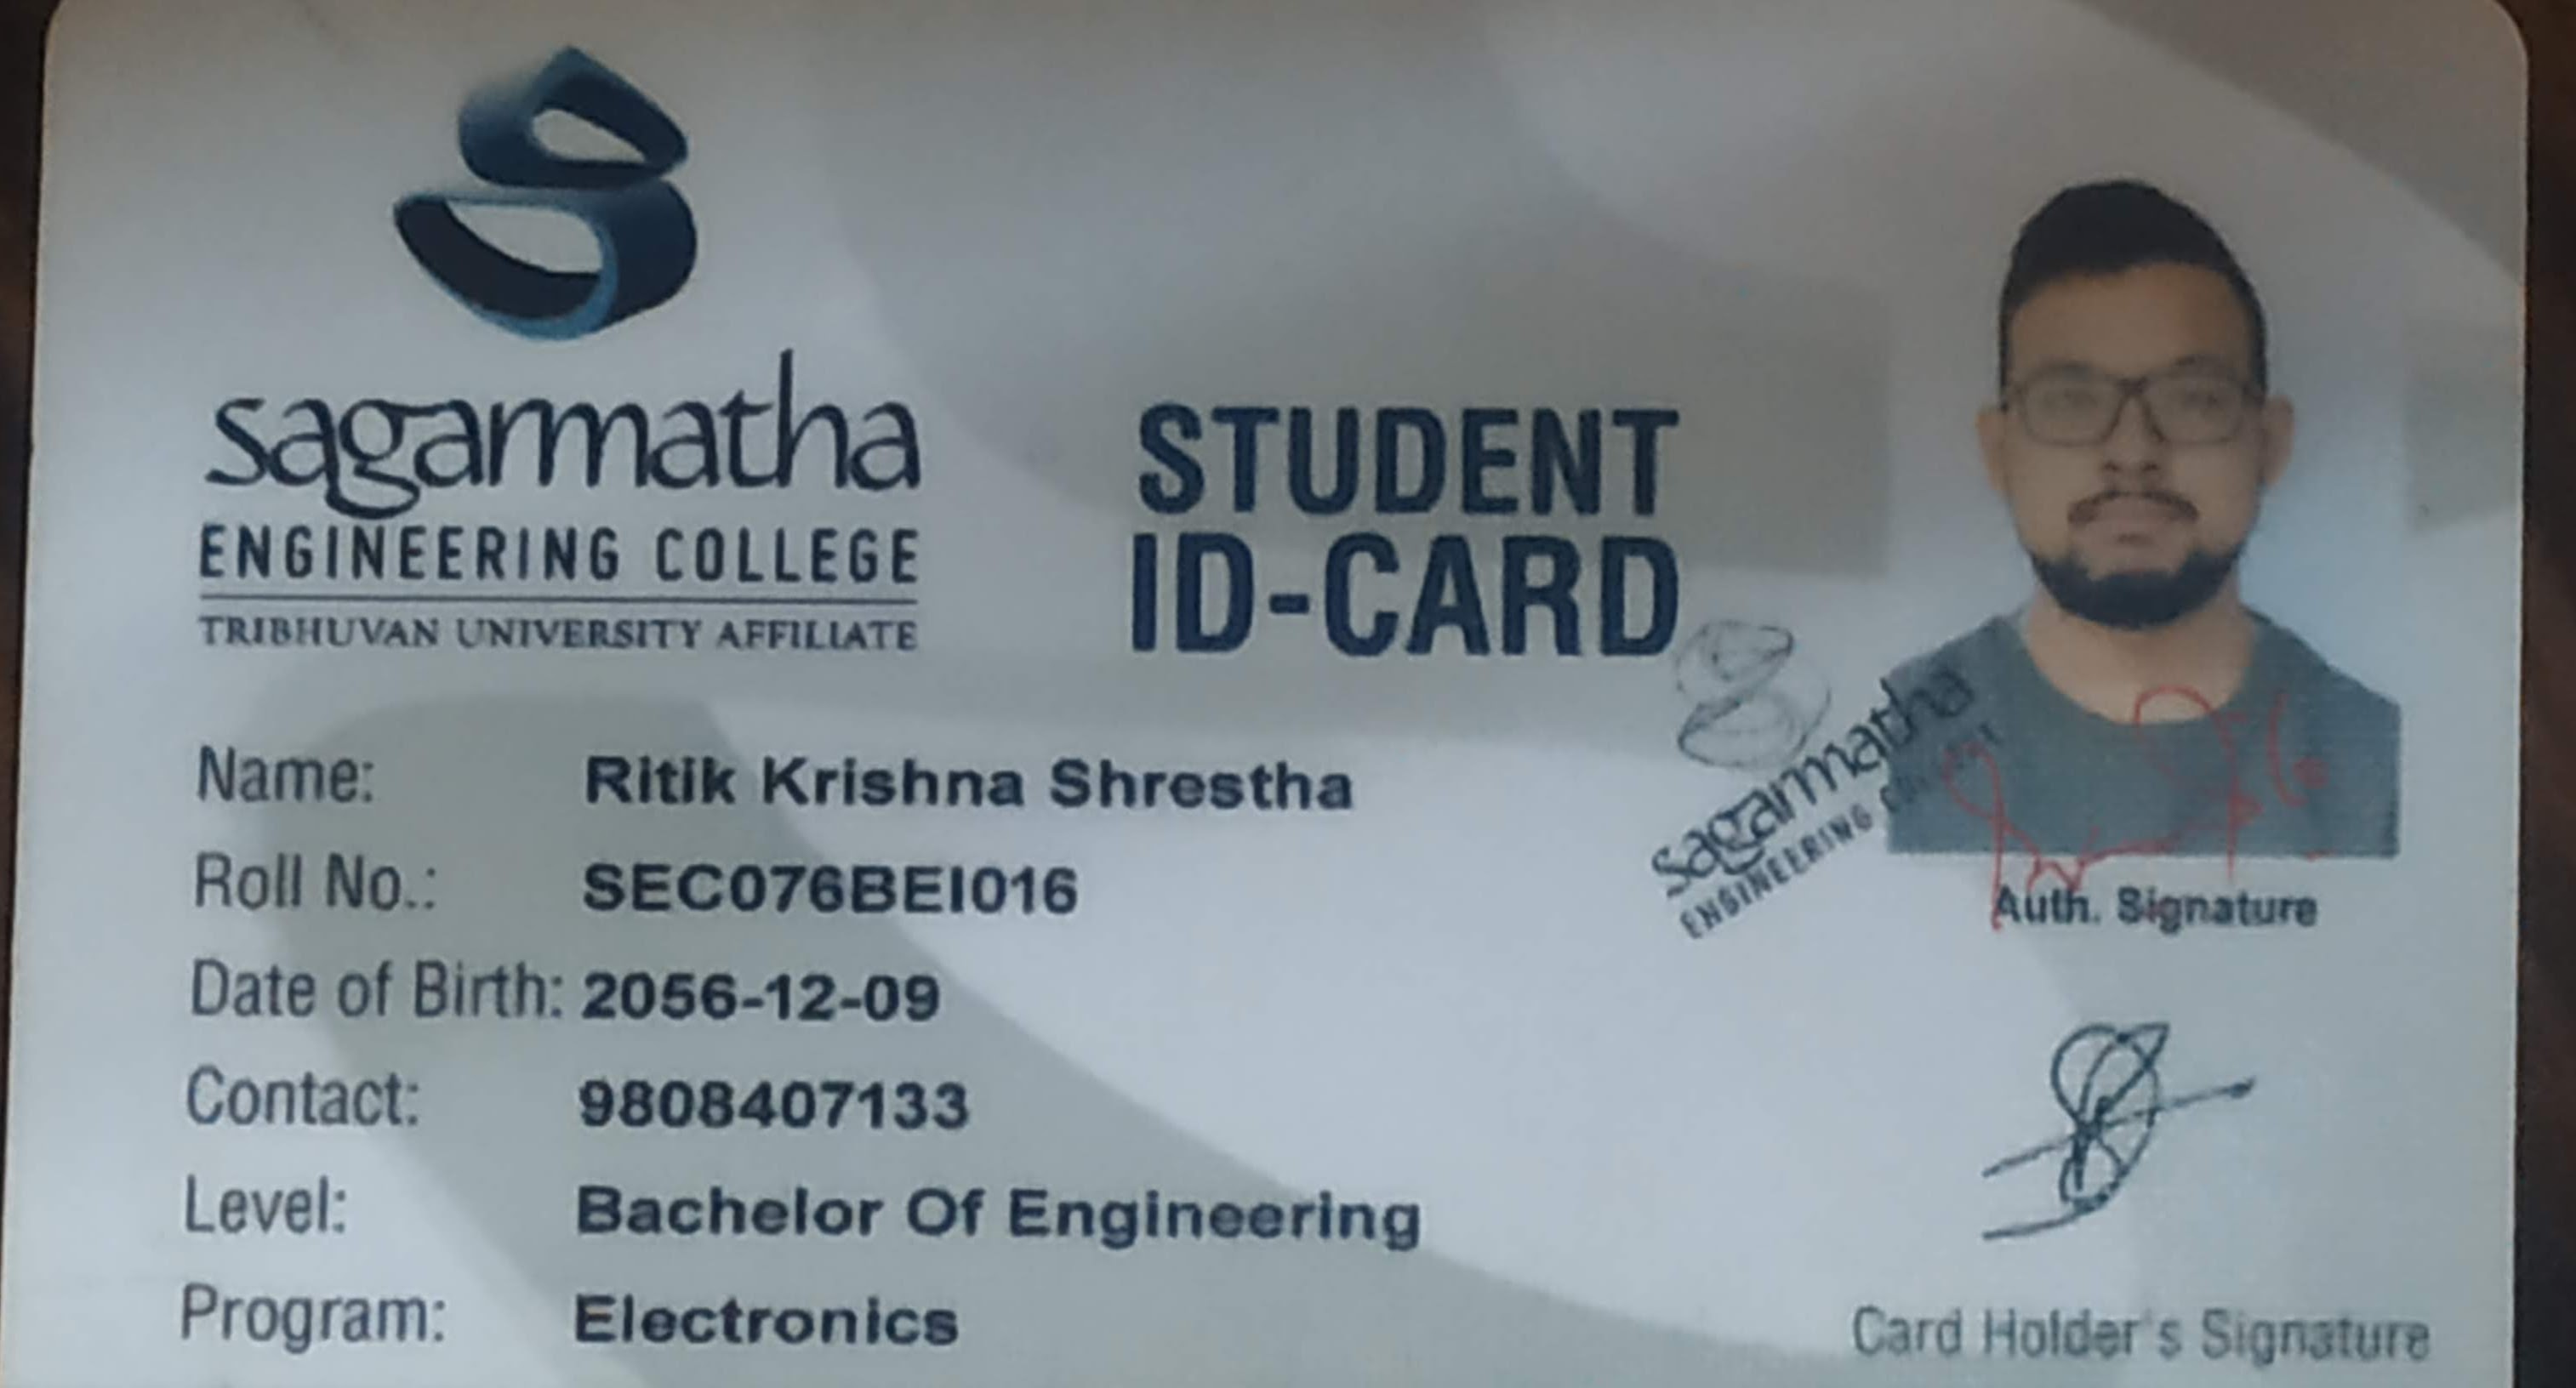 sagarmatha
ENGINEERING COLLEGE
TRIBHUVAN UNIVERSITY AFFILIATE
STUDENT
ID-CARD
Name: Ritik Krishna Shrestha
Roll No.: SEC076BEI016
Date of Birth: 2056-12-09
Contact: 9808407133
Level: Bachelor Of Engineering
Program: Electronics
sagarmatha
ENGINEERING
Auth. Signature
Card Holder's Signature